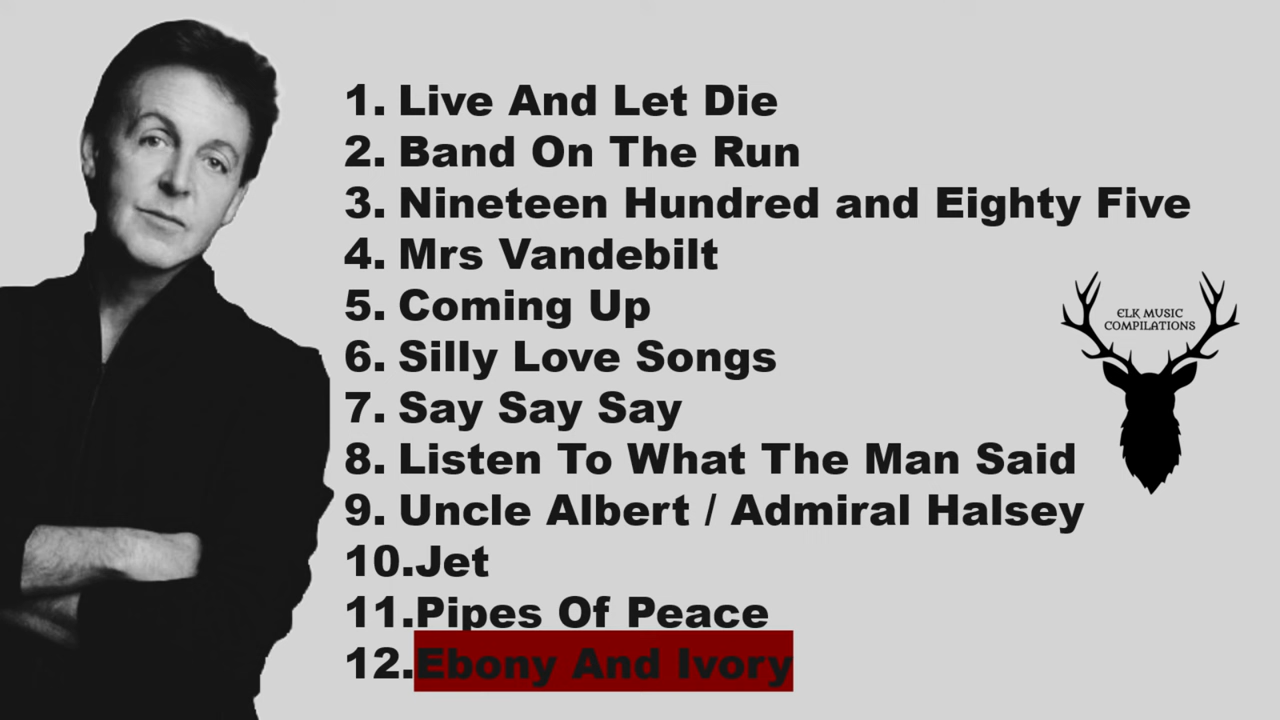 1. Live And Let Die
2. Band On The Run
3. Nineteen Hundred and Eighty Five
4. Mrs Vandebilt
5. Coming Up
6. Silly Love Songs
7. Say Say Say
8. Listen To What The Man Said
9. Uncle Albert / Admiral Halsey
10.Jet
11.Pipes Of Peace
12.Ebony And Ivory
ELK MUSIC
COMPILATIONS